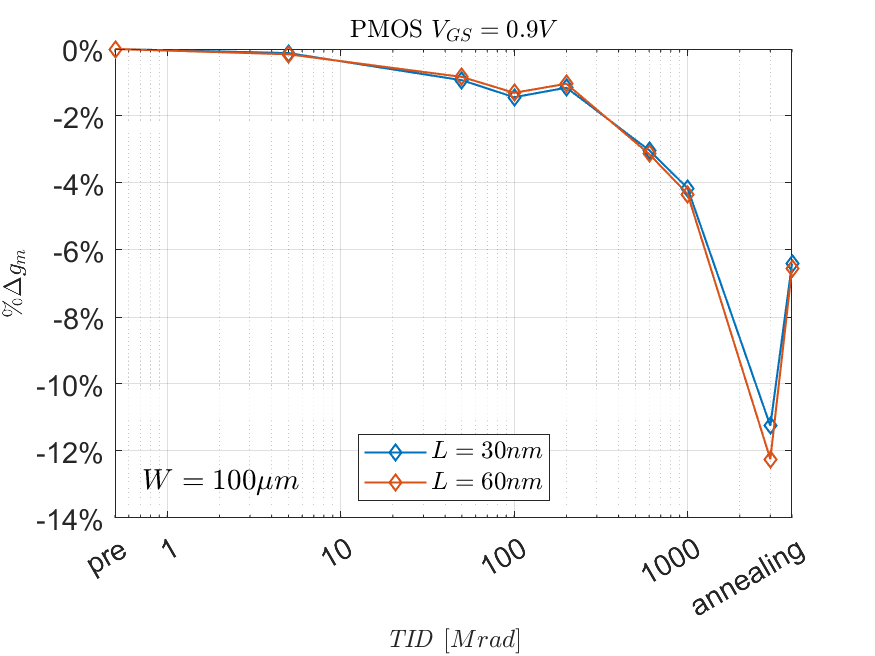 PMOS V_GS = 0.9V
0%
-2%
-4%
-6%
-8%
-10%
-12%
-14%
%Δg_m
W = 100μm
L = 30nm
L = 60nm
pre 1 10 100 1000 annealing
TID [Mrad]